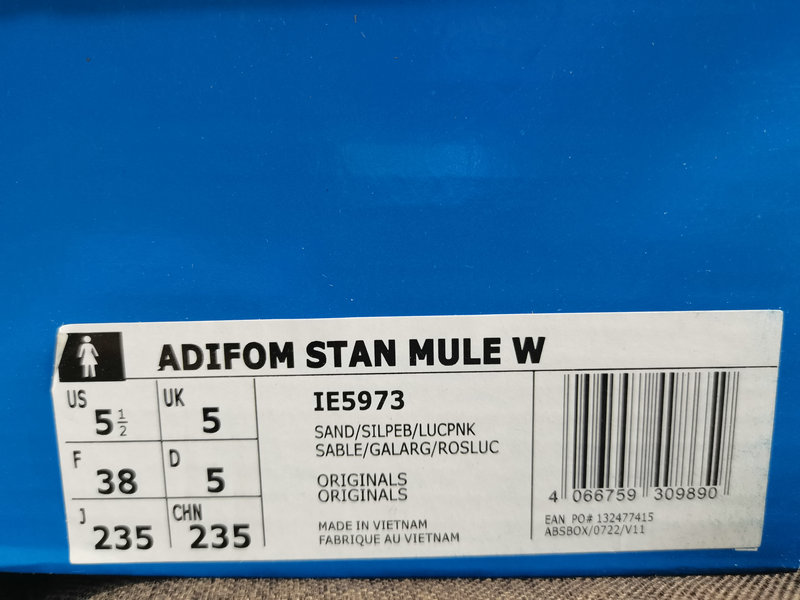 ADIFOM STAN MULE W
US 5 1/2 UK 5
F 38 D 5
J 235 CHN 235
IE5973
SAND/SILPEB/LUCPNK
SABLE/GALARG/ROSLUC
ORIGINALS
ORIGINALS
MADE IN VIETNAM
FABRIQUE AU VIETNAM
4 066759 309890
EAN PO# 132477415
ABSBOX/0722/V11